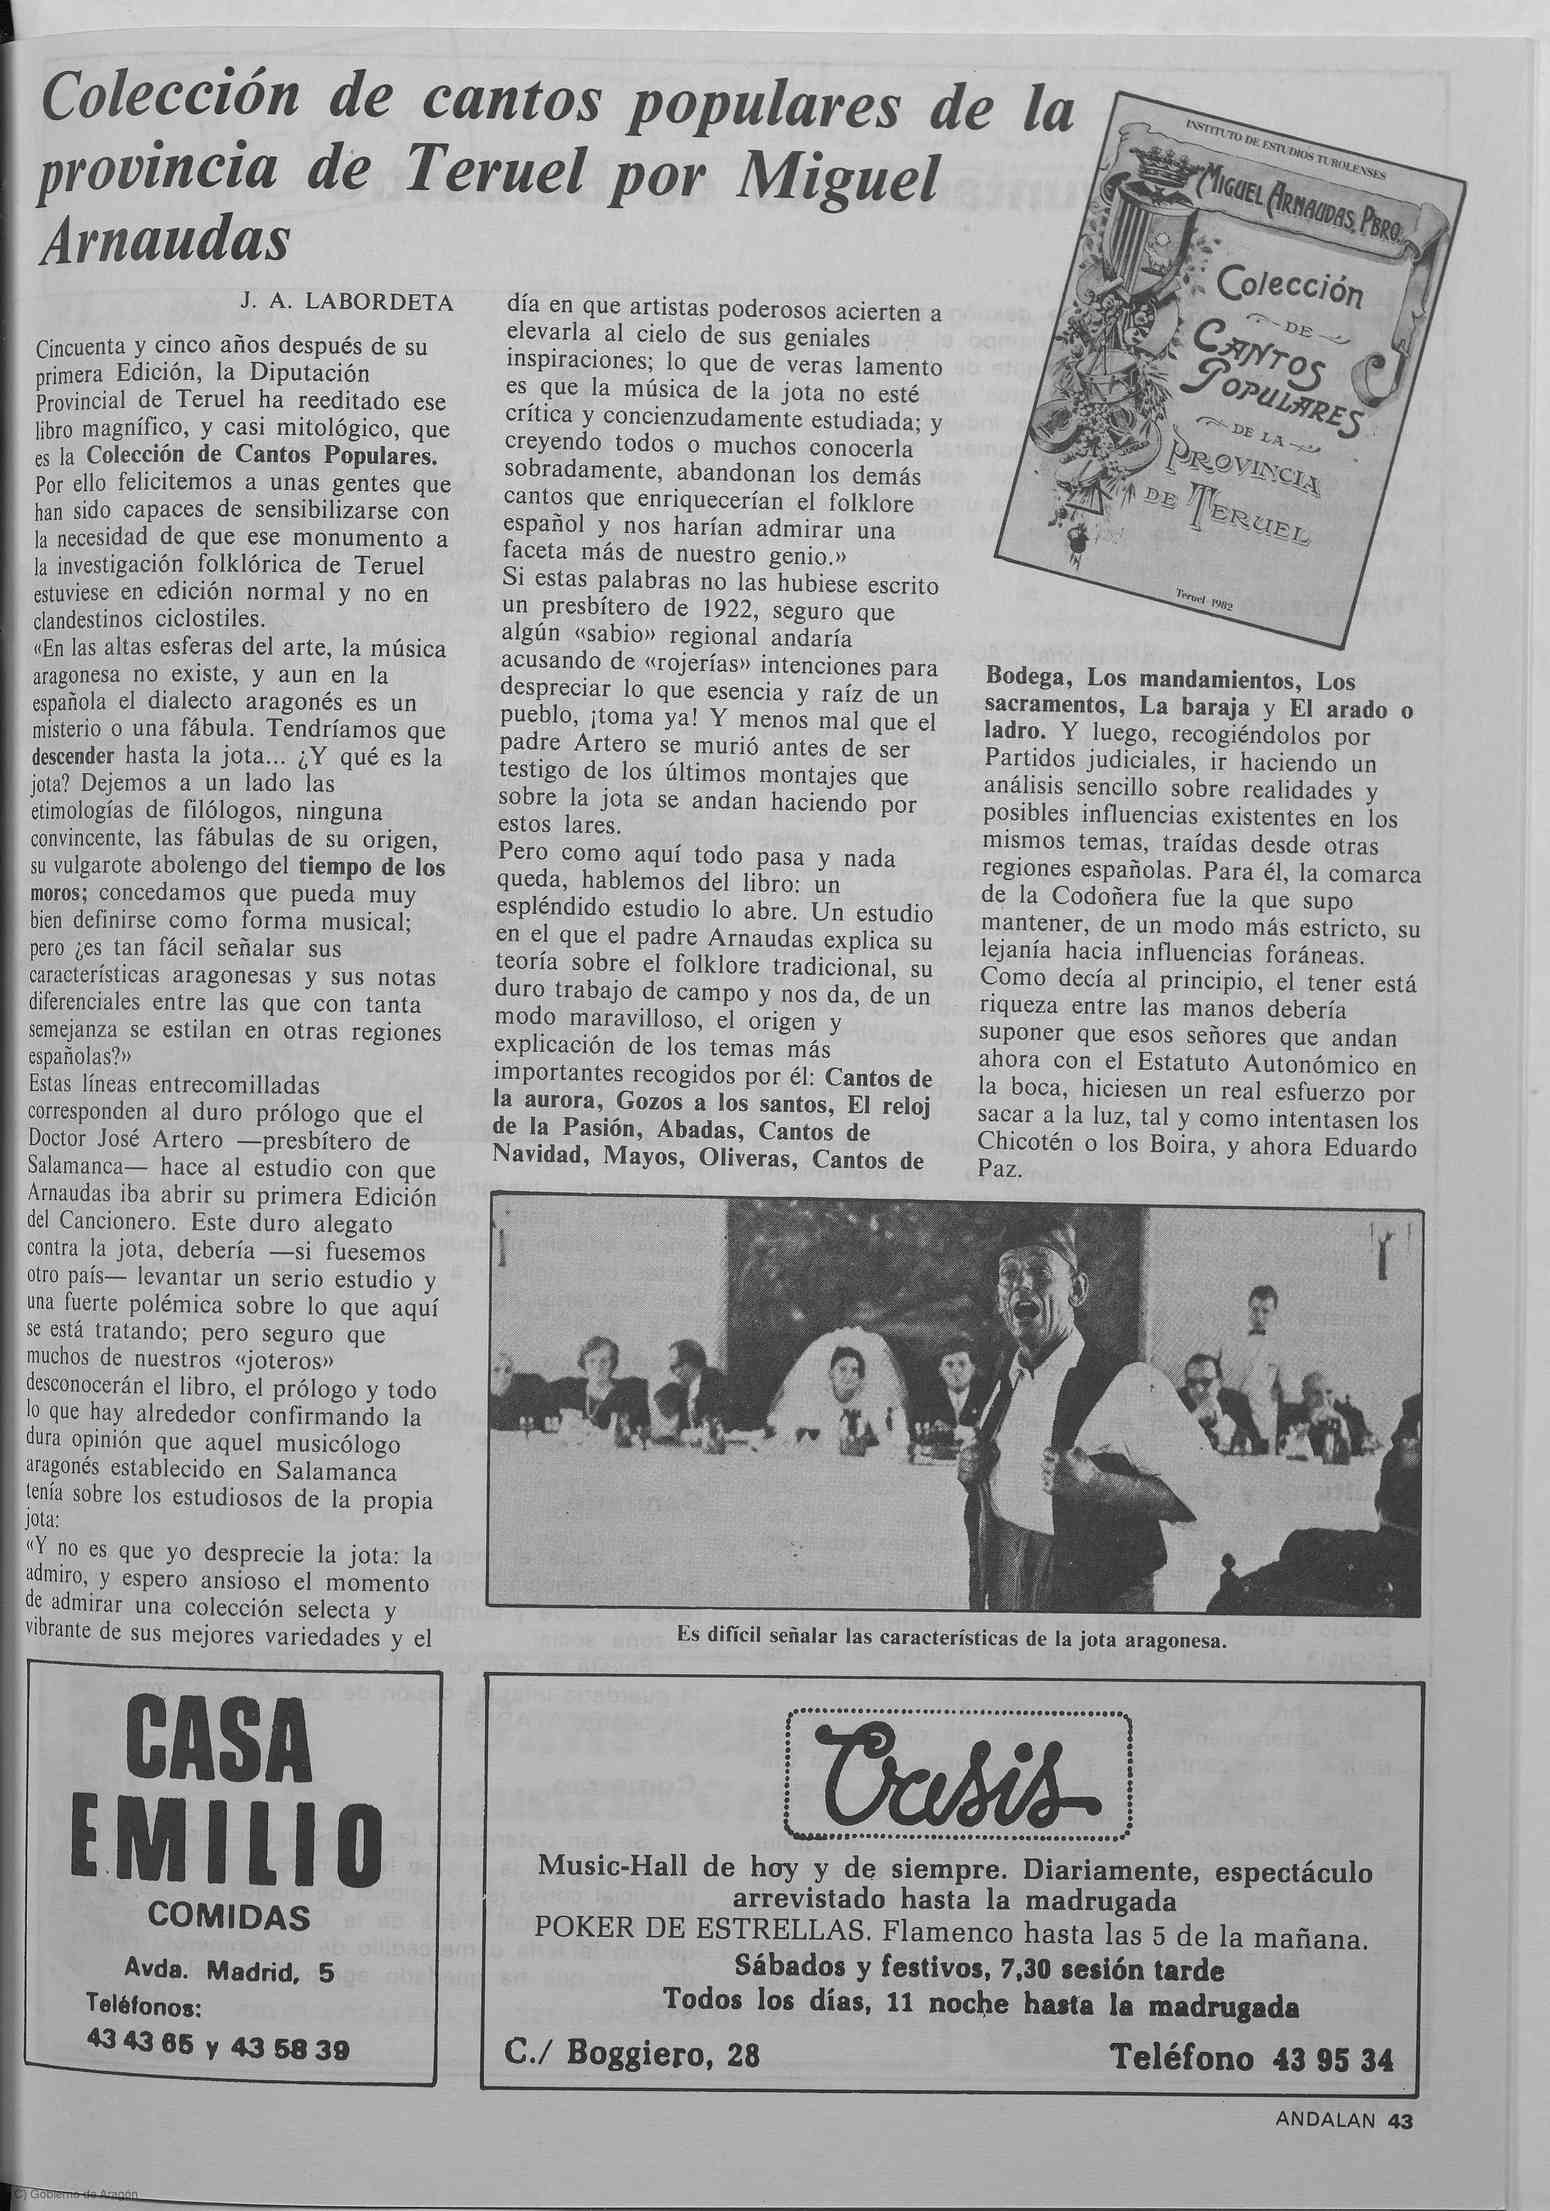 Colección de cantos populares de la
provincia de Teruel por Miguel
Arnaudas
J. A. LABORDETA
Cincuenta y cinco años después de su
primera Edición, la Diputación
Provincial de Teruel ha reeditado ese
libro magnífico, y casi mitológico, que
es la Colección de Cantos Populares.
Por ello felicitemos a unas gentes que
han sido capaces de sensibilizarse con
la necesidad de que ese monumento a
la investigación folklórica de Teruel
estuviese en edición normal y no en
clandestinos ciclostiles.
«En las altas esferas del arte, la música
aragonesa no existe, y aun en la
española el dialecto aragonés es un
misterio o una fábula. Tendríamos que
descender hasta la jota... ¿Y qué es la
jota? Dejemos a un lado las
etimologías de filólogos, ninguna
convincente, las fábulas de su origen,
su vulgarote abolengo del tiempo de los
moros; concedamos que pueda muy
bien definirse como forma musical;
pero ¿es tan fácil señalar sus
características aragonesas y sus notas
diferenciales entre las que con tanta
semejanza se estilan en otras regiones
españolas?»
Estas líneas entrecomilladas
corresponden al duro prólogo que el
Doctor José Artero —presbítero de
Salamanca— hace al estudio con que
Arnaudas iba abrir su primera Edición
del Cancionero. Este duro alegato
contra la jota, debería —si fuesemos
otro país— levantar un serio estudio y
una fuerte polémica sobre lo que aquí
se está tratando; pero seguro que
muchos de nuestros «joteros»
desconocerán el libro, el prólogo y todo
lo que hay alrededor confirmando la
dura opinión que aquel musicólogo
aragonés establecido en Salamanca
tenía sobre los estudiosos de la propia
jota:
«Y no es que yo desprecie la jota: la
admiro, y espero ansioso el momento
de admirar una colección selecta y
vibrante de sus mejores variedades y el
día en que artistas poderosos acierten a
elevarla al cielo de sus geniales
inspiraciones; lo que de veras lamento
es que la música de la jota no esté
crítica y concienzudamente estudiada; y
creyendo todos o muchos conocerla
sobradamente, abandonan los demás
cantos que enriquecerían el folklore
español y nos harían admirar una
faceta más de nuestro genio.»
Si estas palabras no las hubiese escrito
un presbítero de 1922, seguro que
algún «sabio» regional andaría
acusando de «rojerías» intenciones para
despreciar lo que esencia y raíz de un
pueblo, ¡toma ya! Y menos mal que el
padre Artero se murió antes de ser
testigo de los últimos montajes que
sobre la jota se andan haciendo por
estos lares.
Pero como aquí todo pasa y nada
queda, hablemos del libro: un
espléndido estudio lo abre. Un estudio
en el que el padre Arnaudas explica su
teoría sobre el folklore tradicional, su
duro trabajo de campo y nos da, de un
modo maravilloso, el origen y
explicación de los temas más
importantes recogidos por él: Cantos de
la aurora, Gozos a los santos, El reloj
de la Pasión, Abadas, Cantos de
Navidad, Mayos, Oliveras, Cantos de
INSTITUTO DE ESTUDIOS TUROLENSES
MIGUEL ARNAUDAS, PBRO.
Colección
DE
CANTOS
POPULARES
DE LA
PROVINCIA
DE TERUEL
Teruel 1982
Bodega, Los mandamientos, Los
sacramentos, La baraja y El arado o
ladro. Y luego, recogiéndolos por
Partidos judiciales, ir haciendo un
análisis sencillo sobre realidades y
posibles influencias existentes en los
mismos temas, traídas desde otras
regiones españolas. Para él, la comarca
de la Codoñera fue la que supo
mantener, de un modo más estricto, su
lejanía hacia influencias foráneas.
Como decía al principio, el tener está
riqueza entre las manos debería
suponer que esos señores que andan
ahora con el Estatuto Autonómico en
la boca, hiciesen un real esfuerzo por
sacar a la luz, tal y como intentasen los
Chicotén o los Boira, y ahora Eduardo
Paz.
Es difícil señalar las características de la jota aragonesa.
CASA
EMILIO
COMIDAS
Avda. Madrid, 5
Teléfonos:
43 43 65 y 43 58 39
Oasis
Music-Hall de hoy y de siempre. Diariamente, espectáculo
arrevistado hasta la madrugada
POKER DE ESTRELLAS. Flamenco hasta las 5 de la mañana.
Sábados y festivos, 7,30 sesión tarde
Todos los días, 11 noche hasta la madrugada
C./ Boggiero, 28
Teléfono 43 95 34
ANDALAN 43
(C) Gobierno de Aragón